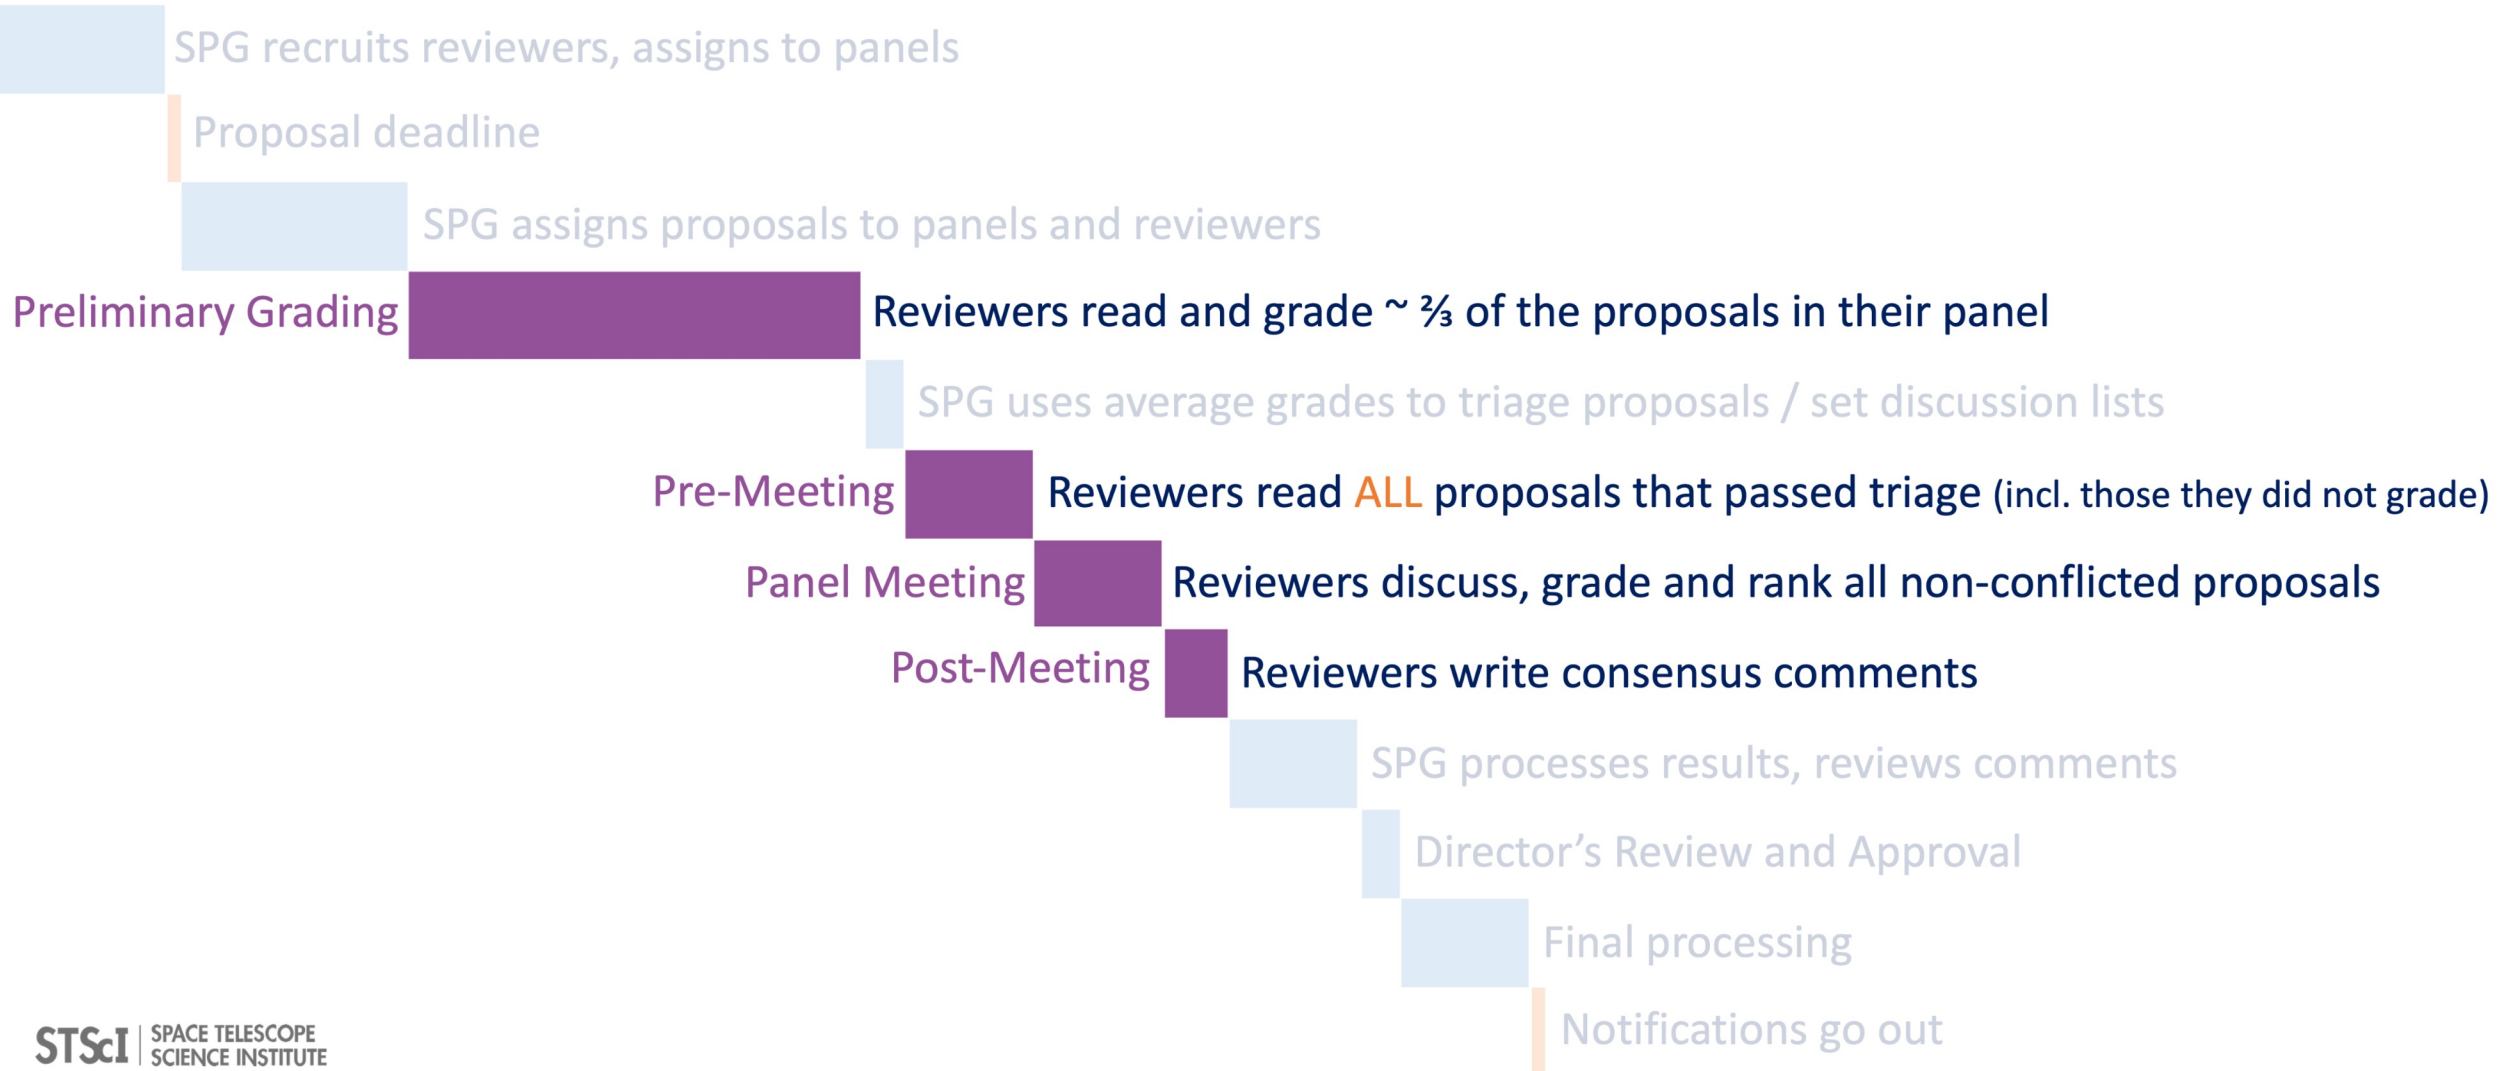 SPG recruits reviewers, assigns to panels
Proposal deadline
SPG assigns proposals to panels and reviewers
Preliminary Grading
Reviewers read and grade ~ ⅔ of the proposals in their panel
SPG uses average grades to triage proposals / set discussion lists
Pre-Meeting
Reviewers read ALL proposals that passed triage (incl. those they did not grade)
Panel Meeting
Reviewers discuss, grade and rank all non-conflicted proposals
Post-Meeting
Reviewers write consensus comments
SPG processes results, reviews comments
Director’s Review and Approval
Final processing
Notifications go out
STScI
SPACE TELESCOPE
SCIENCE INSTITUTE